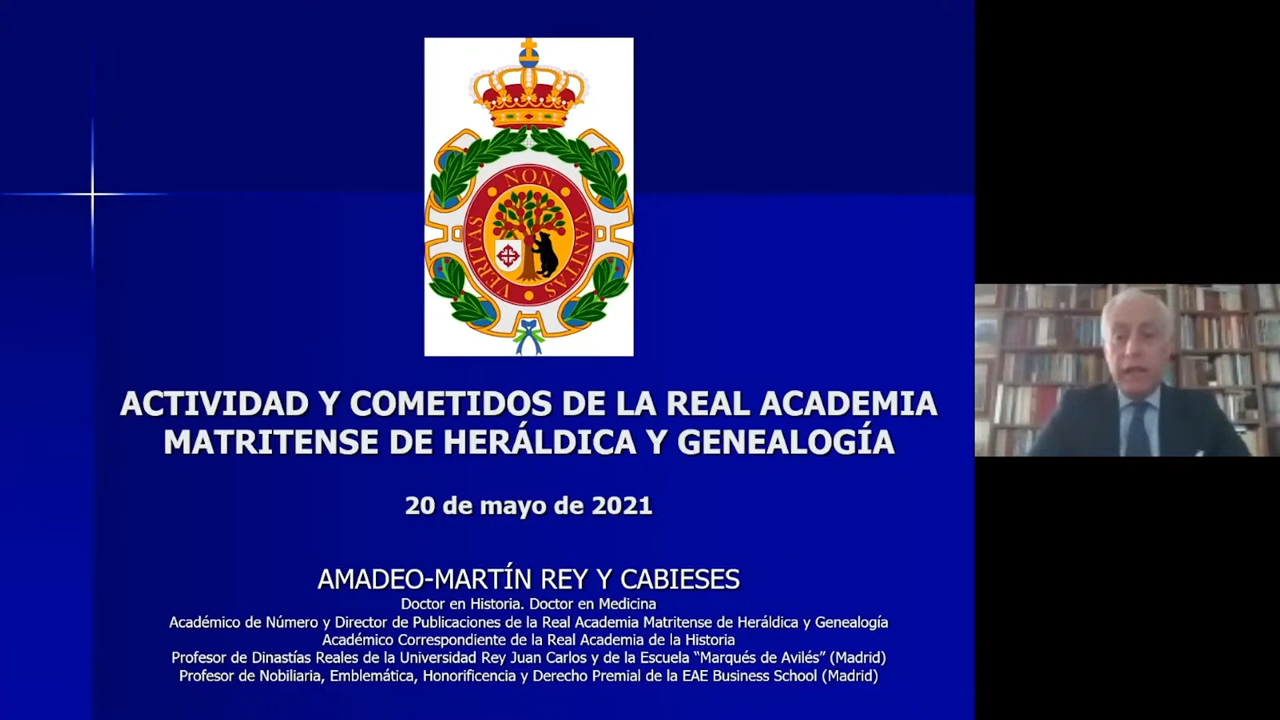 VERITAS NON VANITAS
ACTIVIDAD Y COMETIDOS DE LA REAL ACADEMIA
MATRITENSE DE HERÁLDICA Y GENEALOGÍA
20 de mayo de 2021
AMADEO-MARTÍN REY Y CABIESES
Doctor en Historia. Doctor en Medicina
Académico de Número y Director de Publicaciones de la Real Academia Matritense de Heráldica y Genealogía
Académico Correspondiente de la Real Academia de la Historia
Profesor de Dinastías Reales de la Universidad Rey Juan Carlos y de la Escuela “Marqués de Avilés” (Madrid)
Profesor de Nobiliaria, Emblemática, Honorificencia y Derecho Premial de la EAE Business School (Madrid)